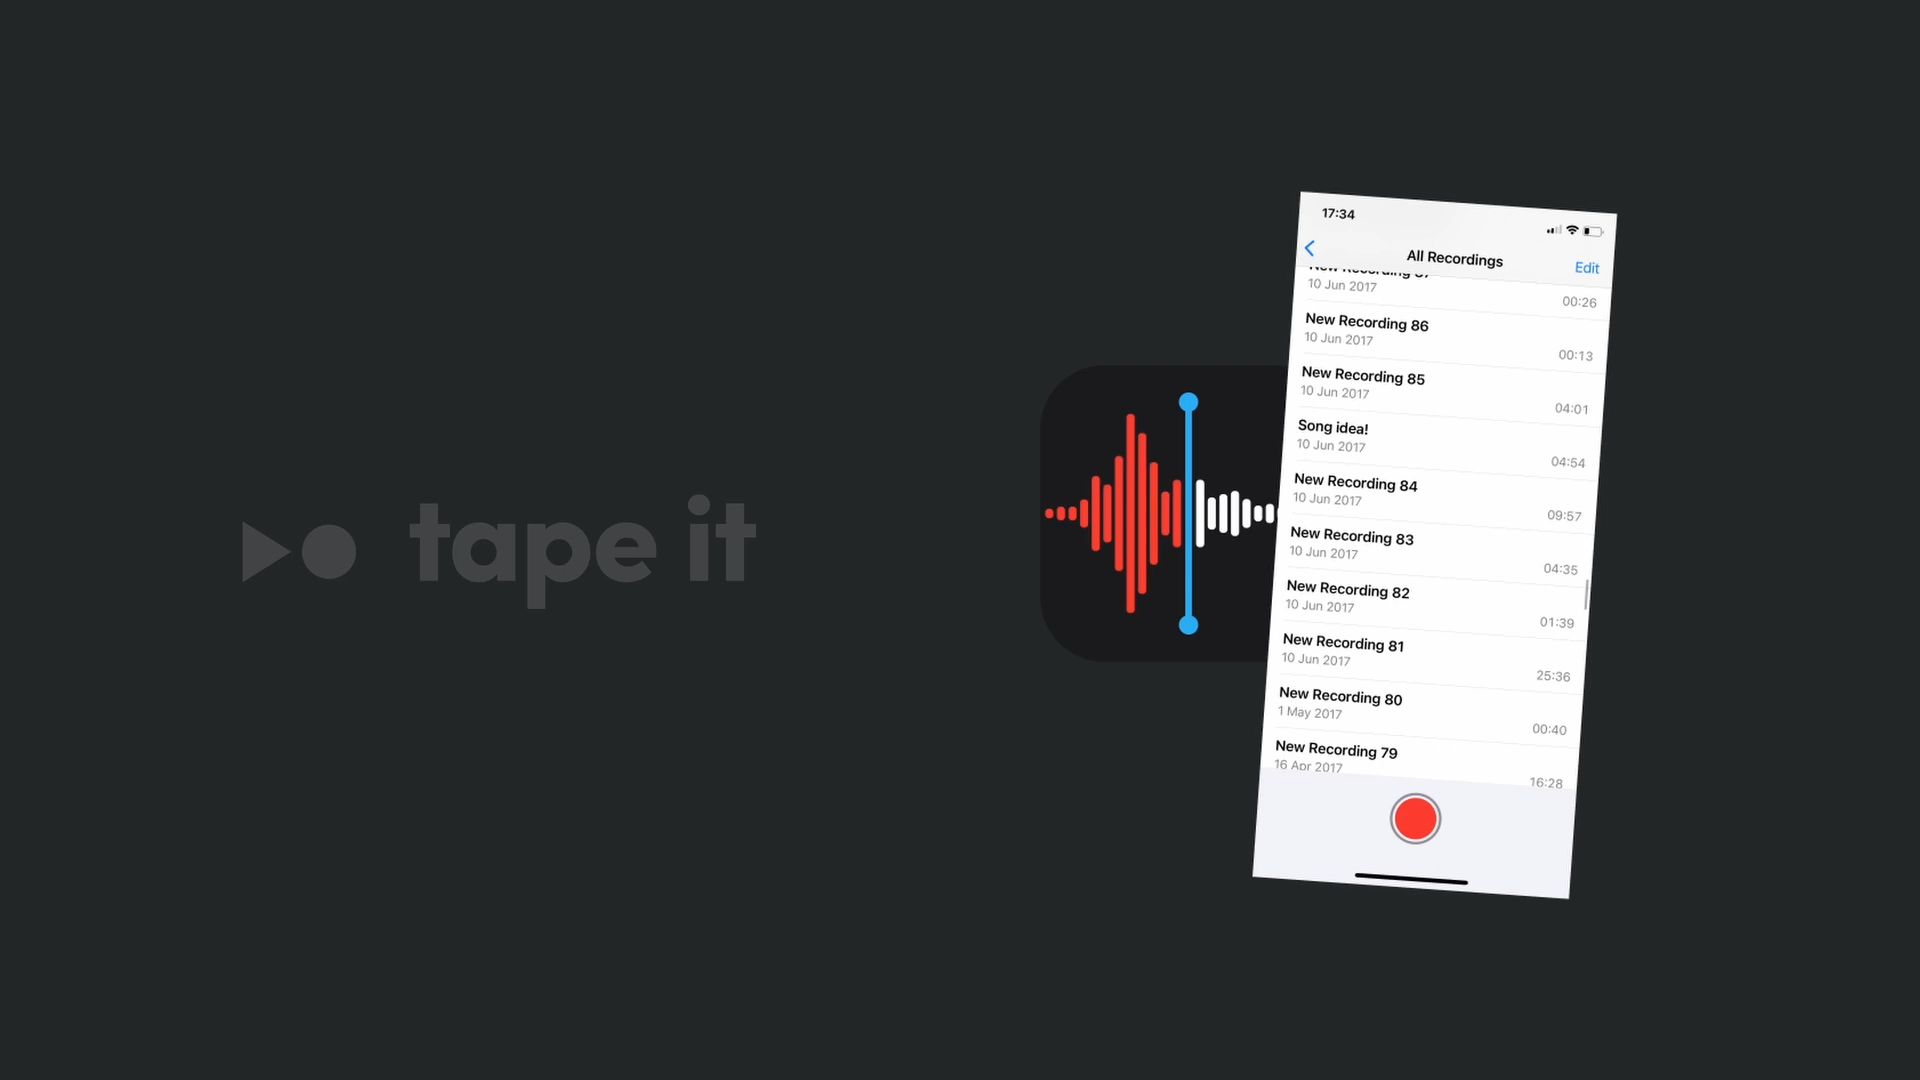 tape it
17:34
All Recordings
Edit
New Recording 87
10 Jun 2017
00:26
New Recording 86
10 Jun 2017
00:13
New Recording 85
10 Jun 2017
04:01
Song idea!
10 Jun 2017
04:54
New Recording 84
10 Jun 2017
09:57
New Recording 83
10 Jun 2017
04:35
New Recording 82
10 Jun 2017
01:39
New Recording 81
10 Jun 2017
25:36
New Recording 80
1 May 2017
00:40
New Recording 79
16 Apr 2017
16:28